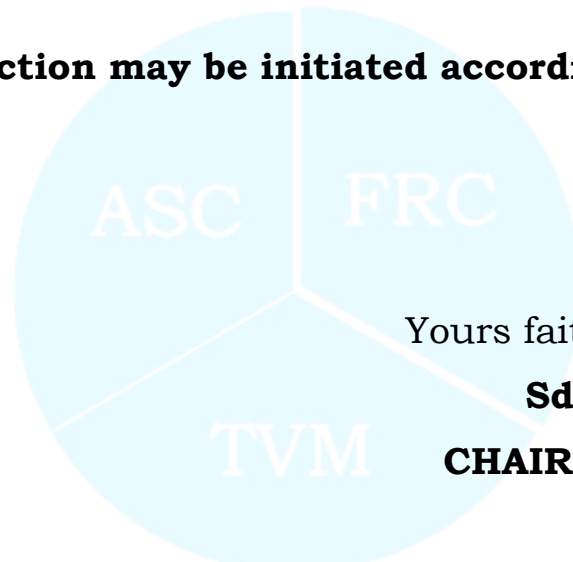 ction may be initiated accordi
ASC FRC
Yours fait
Sd
CHAIR
TVM